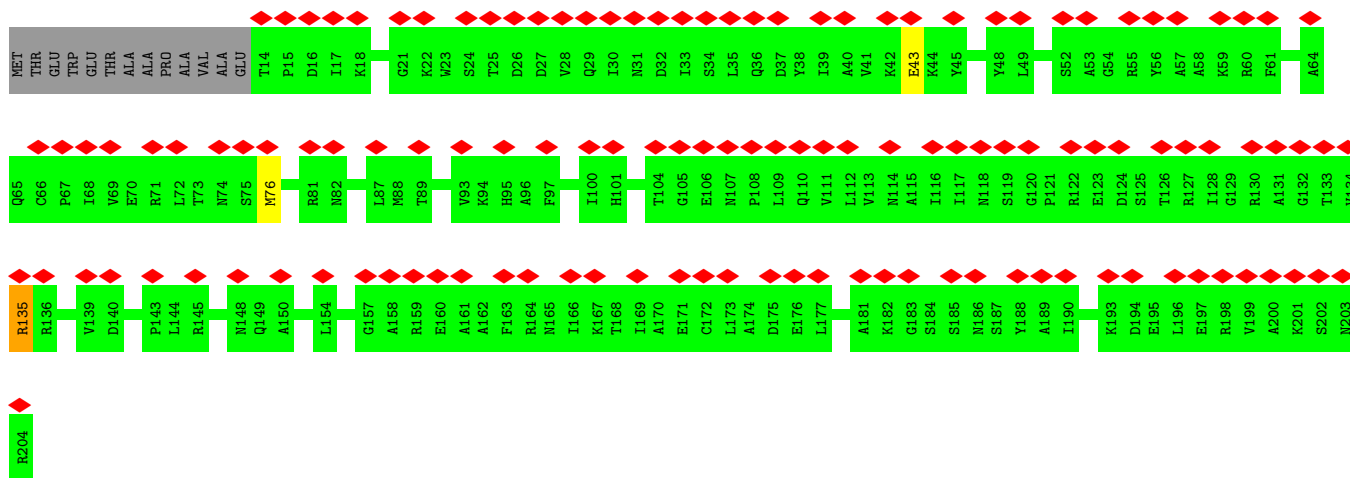 MET THR GLU TRP GLU THR ALA ALA PRO ALA VAL ALA GLU T14 P15 D16 I17 K18 G21 K22 W23 S24 T25 D26 D27 V28 Q29 I30 N31 D32 I33 S34 L35 Q36 D37 Y38 I39 A40 V41 K42 E43 K44 Y45 Y48 L49 S52 A53 G54 R55 Y56 A57 A58 K59 R60 F61 A64
Q65 C66 P67 I68 V69 E70 R71 L72 T73 N74 S75 M76 R81 N82 L87 M88 T89 V93 K94 H95 A96 F97 I100 H101 T104 G105 E106 N107 P108 L109 Q110 V111 L112 V113 N114 A115 I116 I117 N118 S119 G120 P121 R122 E123 D124 S125 T126 R127 I128 G129 R130 A131 G132 T133
R135 R136 V139 D140 P143 L144 R145 N148 Q149 A150 L154 G157 A158 R159 E160 A161 A162 F163 R164 N165 I166 K167 T168 I169 A170 E171 C172 L173 A174 D175 E176 L177 A181 K182 G183 S184 S185 N186 S187 Y188 A189 I190 K193 D194 E195 L196 E197 R198 V199 A200 K201 S202 N203
R204